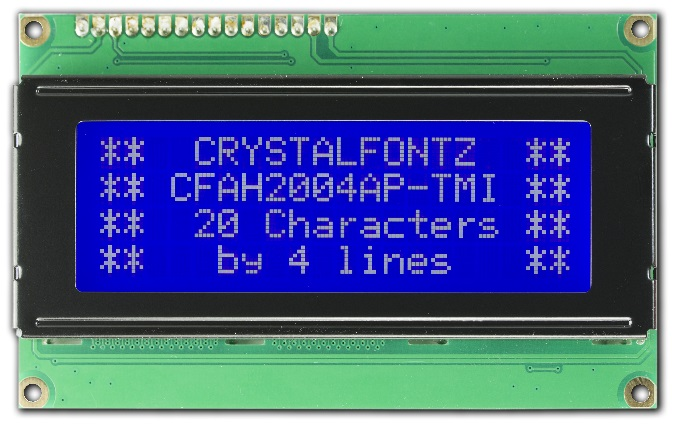 ** CRYSTALFONTZ **
** CFAH2004AP-TMI **
** 20 Characters **
** by 4 lines **